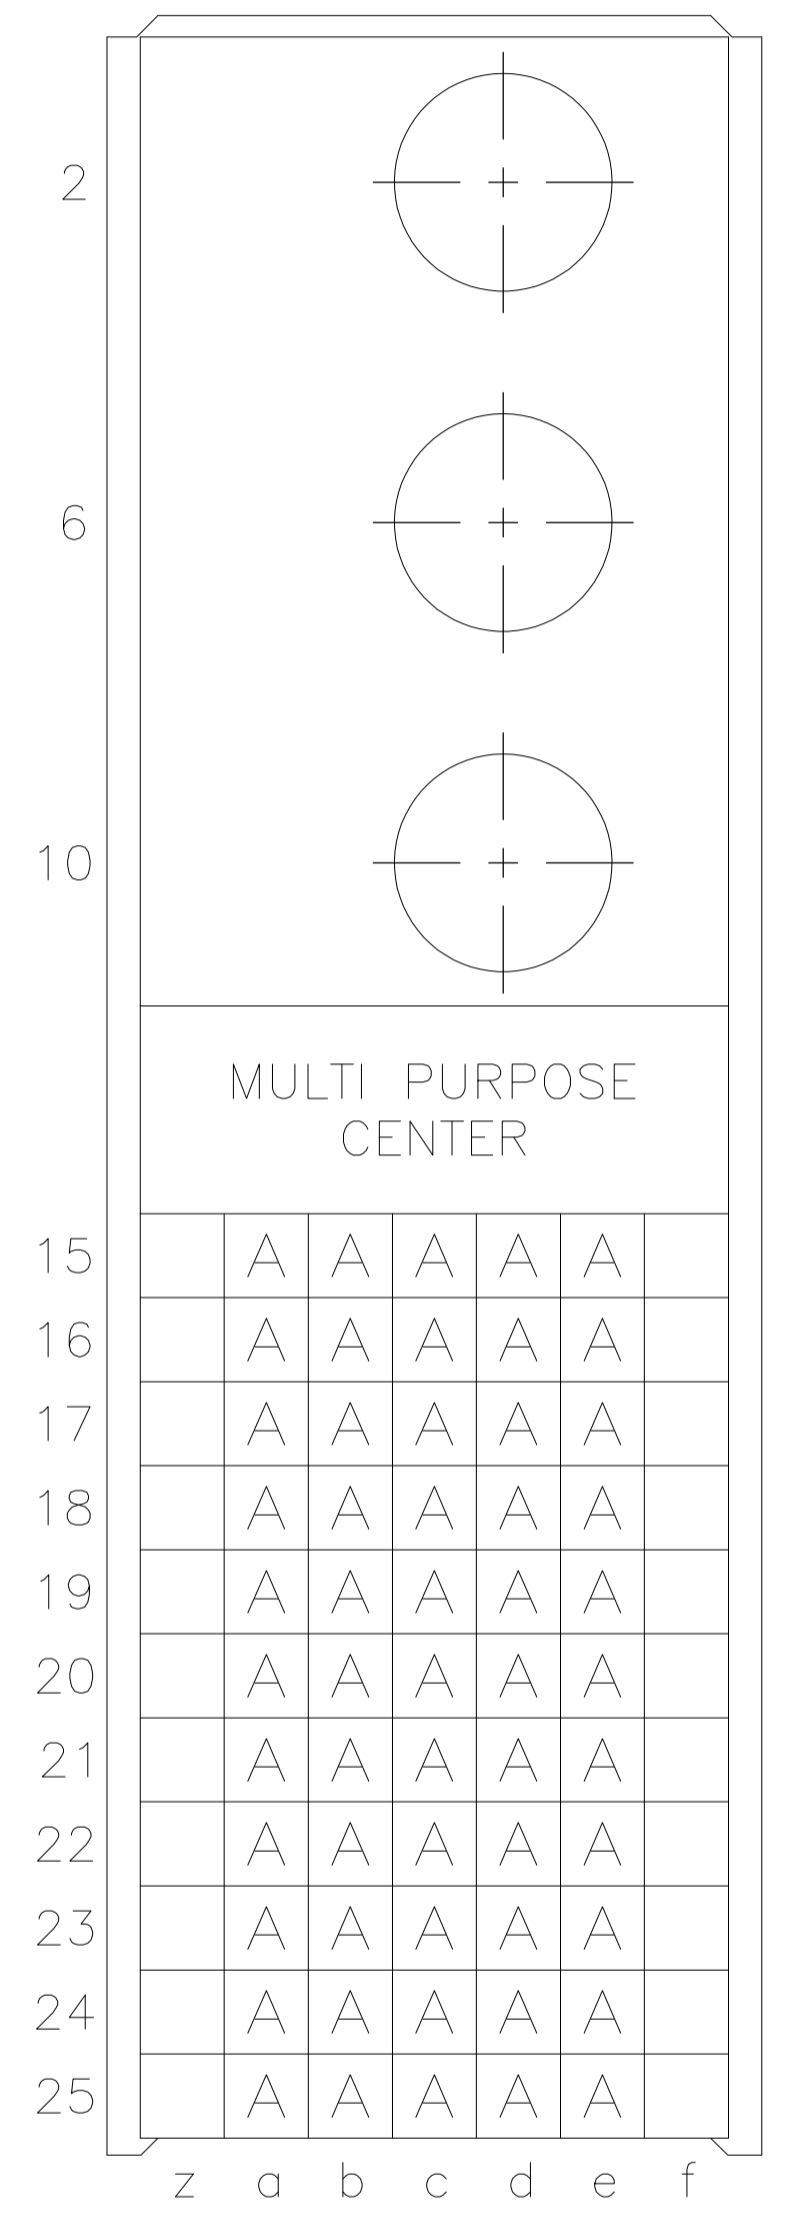 2
6
10
MULTI PURPOSE
CENTER
15 A A A A A
16 A A A A A
17 A A A A A
18 A A A A A
19 A A A A A
20 A A A A A
21 A A A A A
22 A A A A A
23 A A A A A
24 A A A A A
25 A A A A A
z a b c d e f